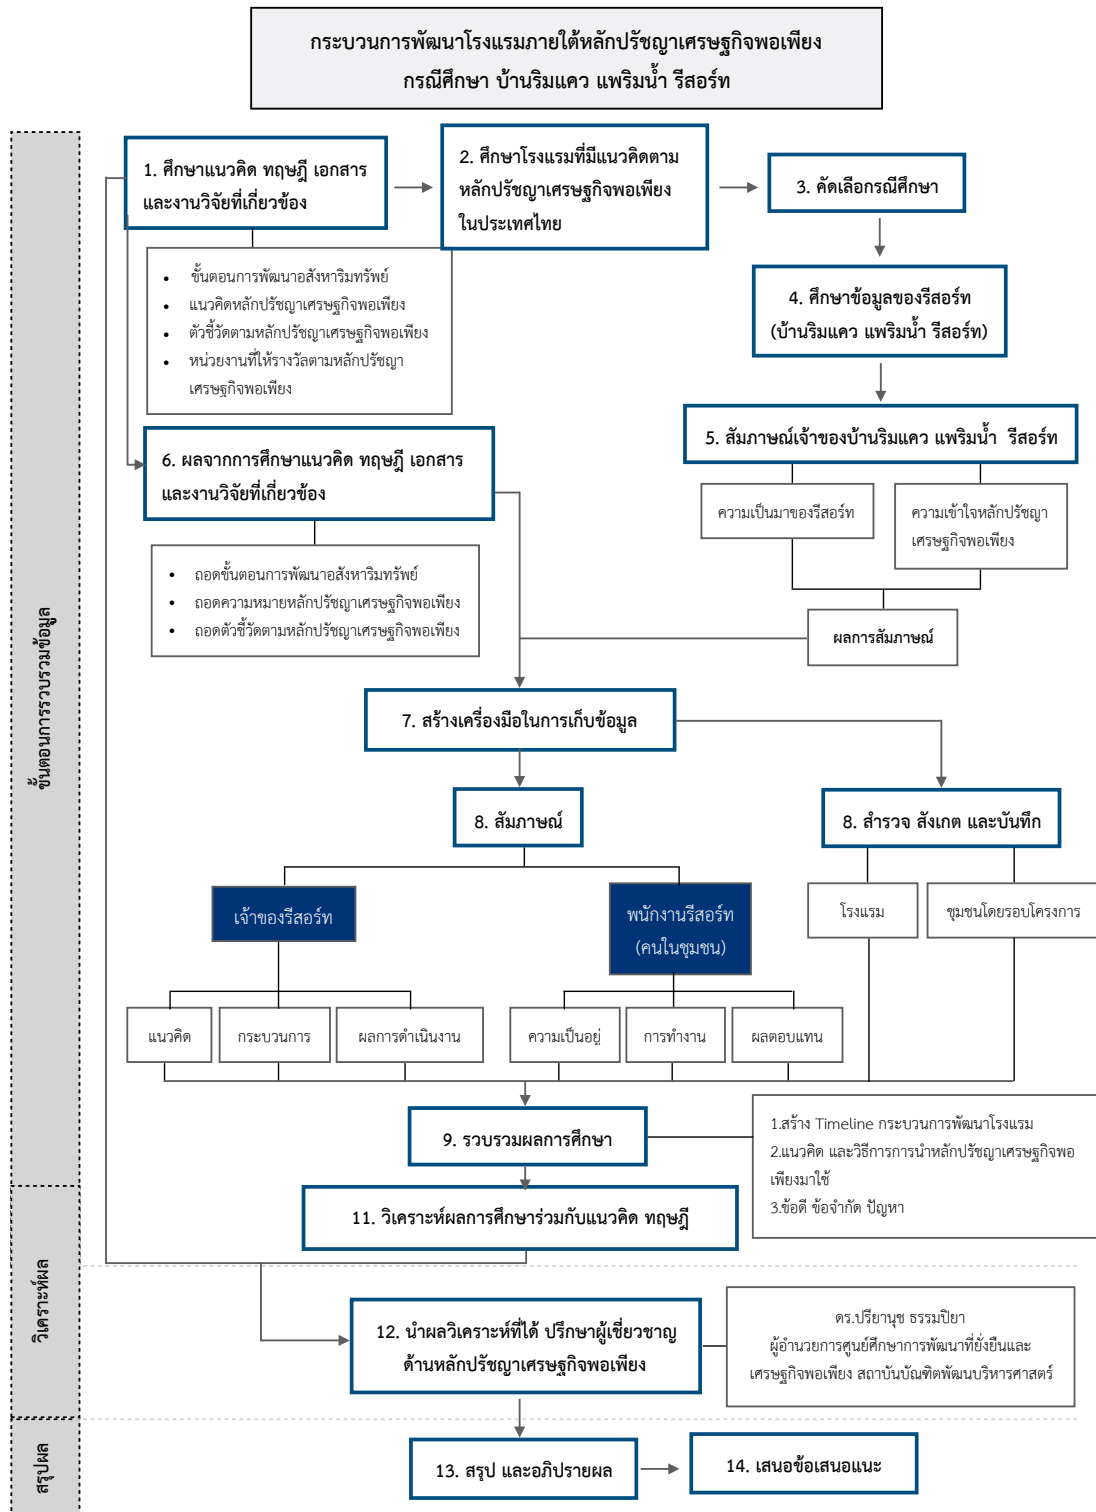 กระบวนการพัฒนาโรงแรมภายใต้หลักปรัชญาเศรษฐกิจพอเพียง
กรณีศึกษา บ้านริมแคว แพริมน้ำ รีสอร์ท
ขั้นตอนการรวบรวมข้อมูล
1. ศึกษาแนวคิด ทฤษฎี เอกสาร
และงานวิจัยที่เกี่ยวข้อง
2. ศึกษาโรงแรมที่มีแนวคิดตาม
หลักปรัชญาเศรษฐกิจพอเพียง
ในประเทศไทย
3. คัดเลือกรณีศึกษา
• ขั้นตอนการพัฒนาอสังหาริมทรัพย์
• แนวคิดหลักปรัชญาเศรษฐกิจพอเพียง
• ตัวชี้วัดตามหลักปรัชญาเศรษฐกิจพอเพียง
• หน่วยงานที่ให้รางวัลตามหลักปรัชญา
เศรษฐกิจพอเพียง
4. ศึกษาข้อมูลของรีสอร์ท
(บ้านริมแคว แพริมน้ำ รีสอร์ท)
5. สัมภาษณ์เจ้าของบ้านริมแคว แพริมน้ำ รีสอร์ท
6. ผลจากการศึกษาแนวคิด ทฤษฎี เอกสาร
และงานวิจัยที่เกี่ยวข้อง
ความเป็นมาของรีสอร์ท
ความเข้าใจหลักปรัชญา
เศรษฐกิจพอเพียง
• ถอดขั้นตอนการพัฒนาอสังหาริมทรัพย์
• ถอดความหมายหลักปรัชญาเศรษฐกิจพอเพียง
• ถอดตัวชี้วัดตามหลักปรัชญาเศรษฐกิจพอเพียง
ผลการสัมภาษณ์
7. สร้างเครื่องมือในการเก็บข้อมูล
8. สัมภาษณ์
8. สำรวจ สังเกต และบันทึก
เจ้าของรีสอร์ท
พนักงานรีสอร์ท
(คนในชุมชน)
โรงแรม
ชุมชนโดยรอบโครงการ
แนวคิด
กระบวนการ
ผลการดำเนินงาน
ความเป็นอยู่
การทำงาน
ผลตอบแทน
9. รวบรวมผลการศึกษา
1.สร้าง Timeline กระบวนการพัฒนาโรงแรม
2.แนวคิด และวิธีการการนำหลักปรัชญาเศรษฐกิจพอ
เพียงมาใช้
3.ข้อดี ข้อจำกัด ปัญหา
วิเคราะห์ผล
11. วิเคราะห์ผลการศึกษาร่วมกับแนวคิด ทฤษฎี
12. นำผลวิเคราะห์ที่ได้ ปรึกษาผู้เชี่ยวชาญ
ด้านหลักปรัชญาเศรษฐกิจพอเพียง
ดร.ปรียานุช ธรรมปิยา
ผู้อำนวยการศูนย์ศึกษาการพัฒนาที่ยั่งยืนและ
เศรษฐกิจพอเพียง สถาบันบัณฑิตพัฒนบริหารศาสตร์
สรุปผล
13. สรุป และอภิปรายผล
14. เสนอข้อเสนอแนะ